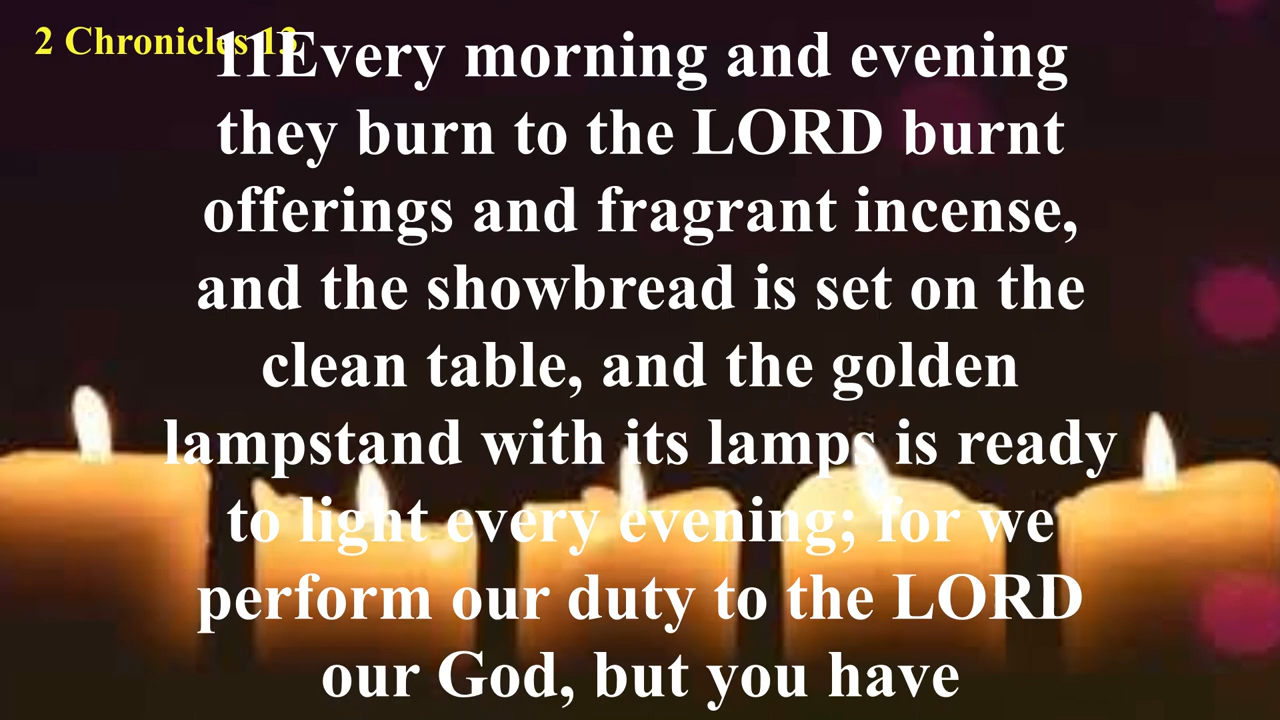 2 Chronicles 13
11Every morning and evening
they burn to the LORD burnt
offerings and fragrant incense,
and the showbread is set on the
clean table, and the golden
lampstand with its lamps is ready
to light every evening; for we
perform our duty to the LORD
our God, but you have